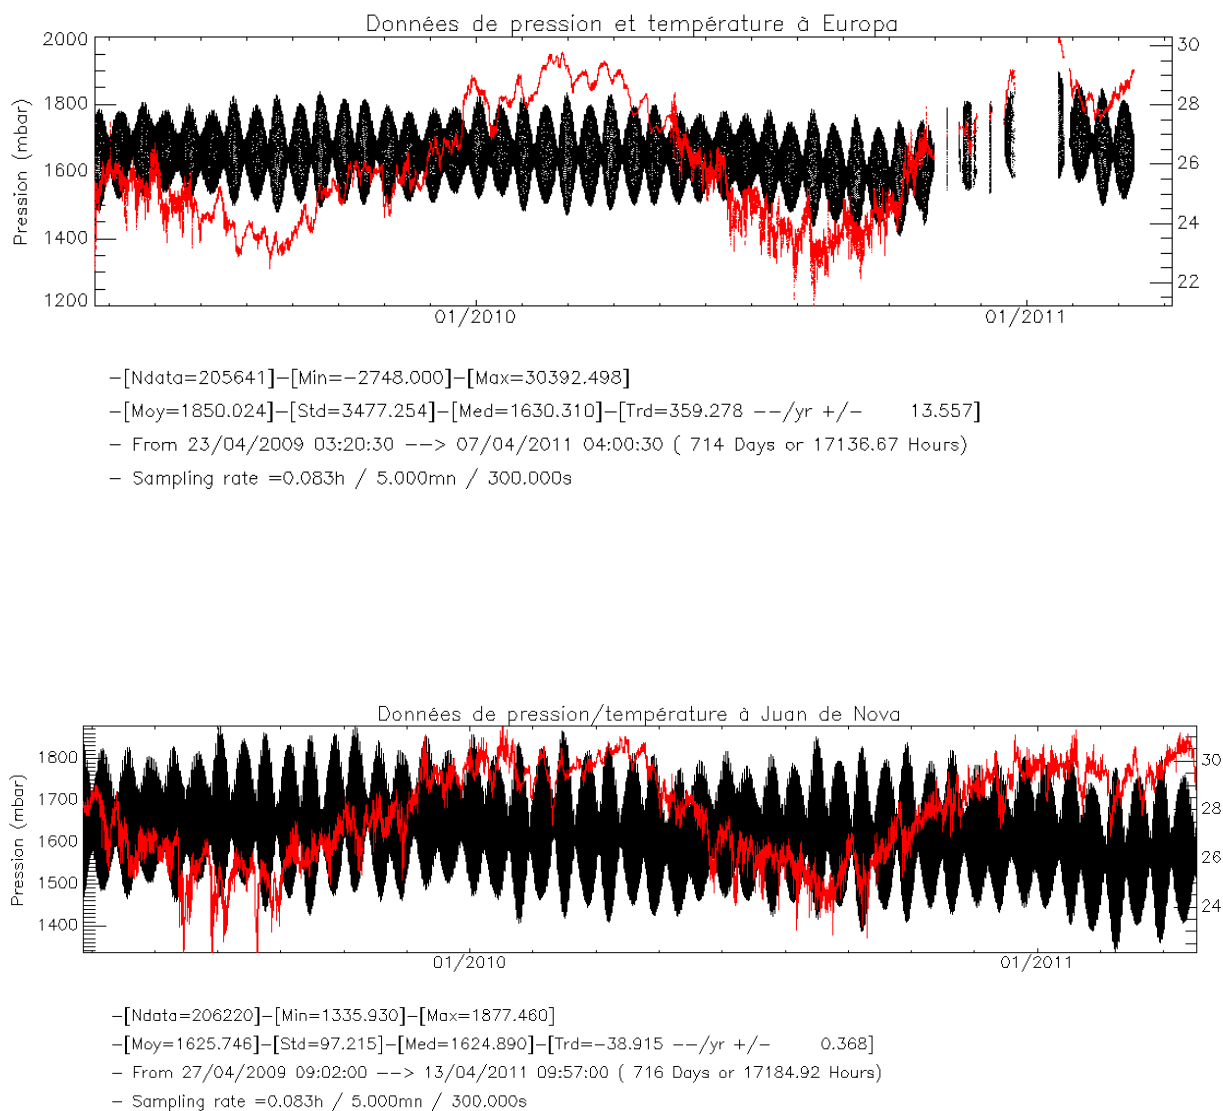 Données de pression et température à Europa
2000
1800
1600
1400
1200
Pression (mbar)
30
28
26
24
22
01/2010
01/2011
-[Ndata=205641]-[Min=-2748.000]-[Max=30392.498]
-[Moy=1850.024]-[Std=3477.254]-[Med=1630.310]-[Trd=359.278 --/yr +/- 13.557]
- From 23/04/2009 03:20:30 --> 07/04/2011 04:00:30 ( 714 Days or 17136.67 Hours)
- Sampling rate =0.083h / 5.000mn / 300.000s
Données de pression/température à Juan de Nova
1800
1700
1600
1500
1400
Pression (mbar)
30
28
26
24
01/2010
01/2011
-[Ndata=206220]-[Min=1335.930]-[Max=1877.460]
-[Moy=1625.746]-[Std=97.215]-[Med=1624.890]-[Trd=-38.915 --/yr +/- 0.368]
- From 27/04/2009 09:02:00 --> 13/04/2011 09:57:00 ( 716 Days or 17184.92 Hours)
- Sampling rate =0.083h / 5.000mn / 300.000s